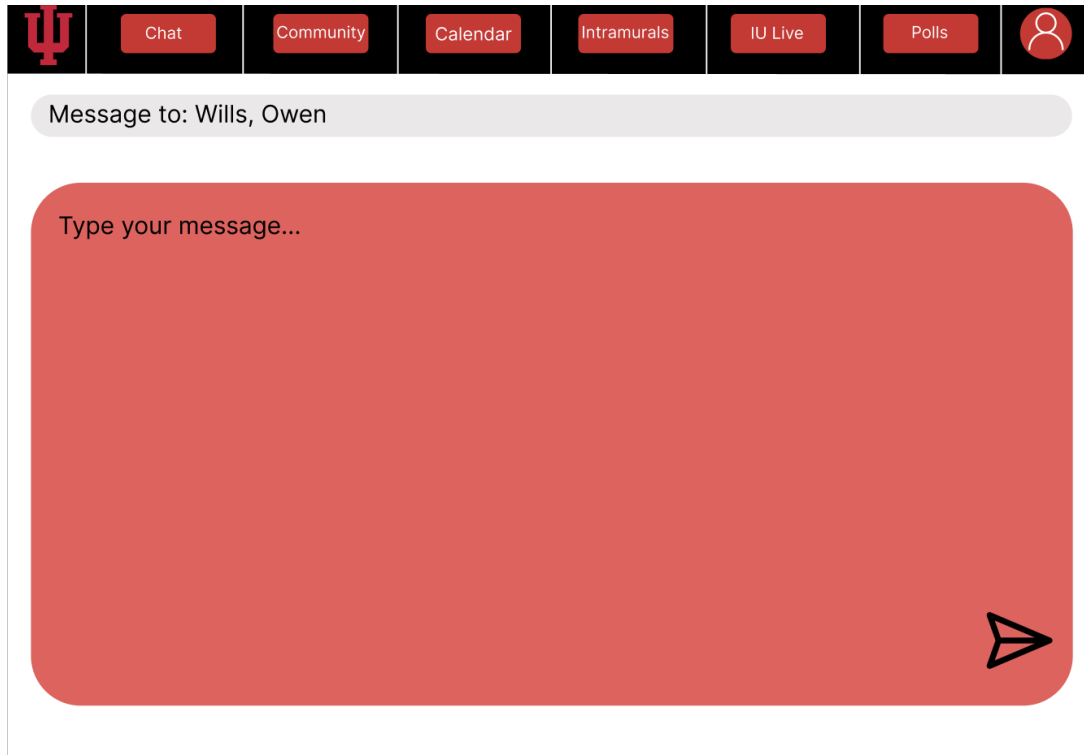 Chat Community Calendar Intramurals IU Live Polls
Message to: Wills, Owen
Type your message...